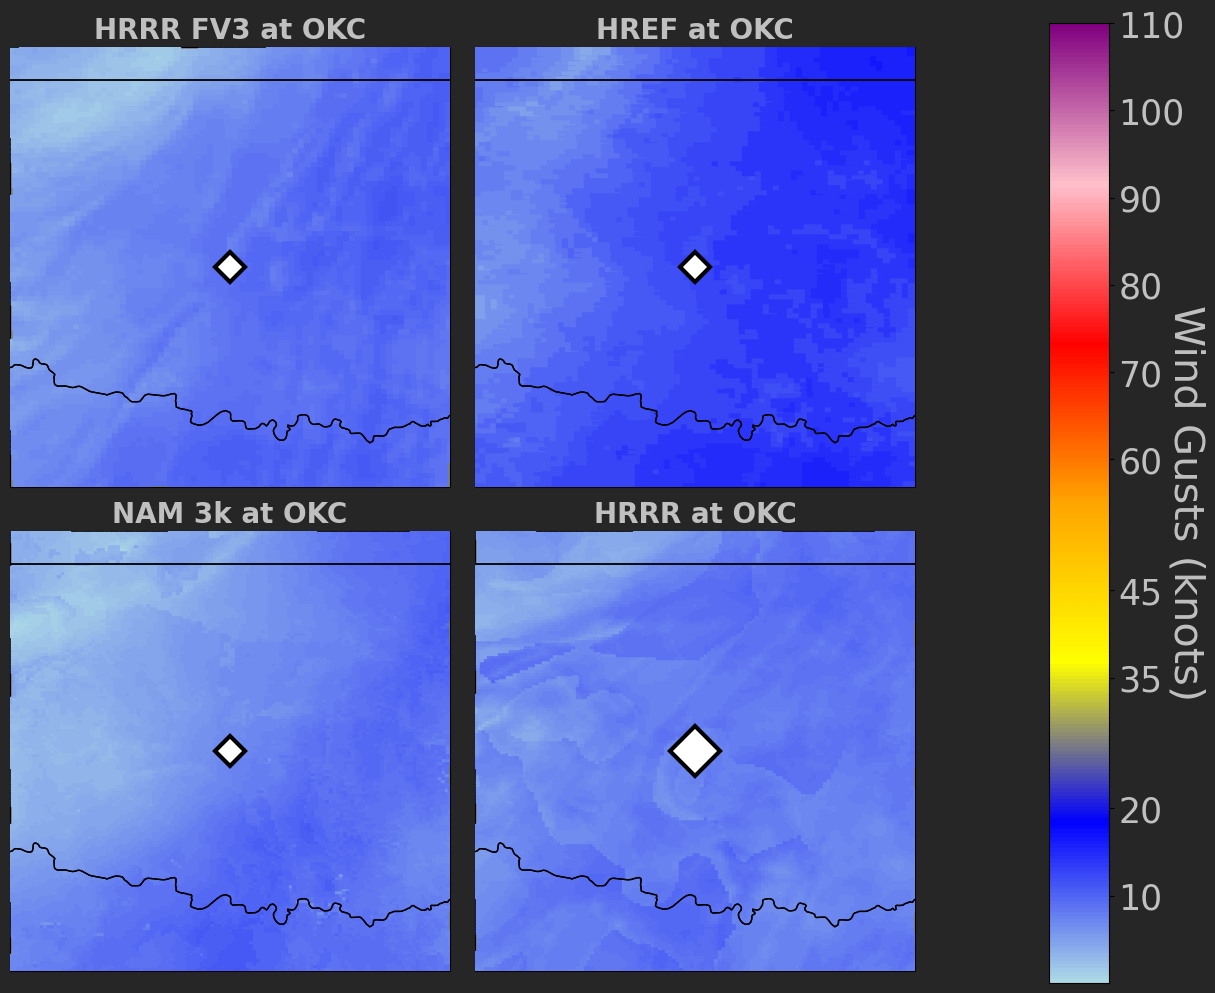 HRRR FV3 at OKC
HREF at OKC
NAM 3k at OKC
HRRR at OKC
110
100
90
80
70
60
45
35
20
10
Wind Gusts (knots)